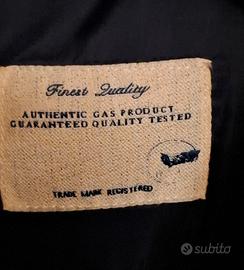 Finest Quality
AUTHENTIC GAS PRODUCT
GUARANTEED QUALITY TESTED
TRADE MARK REGISTERED
subito